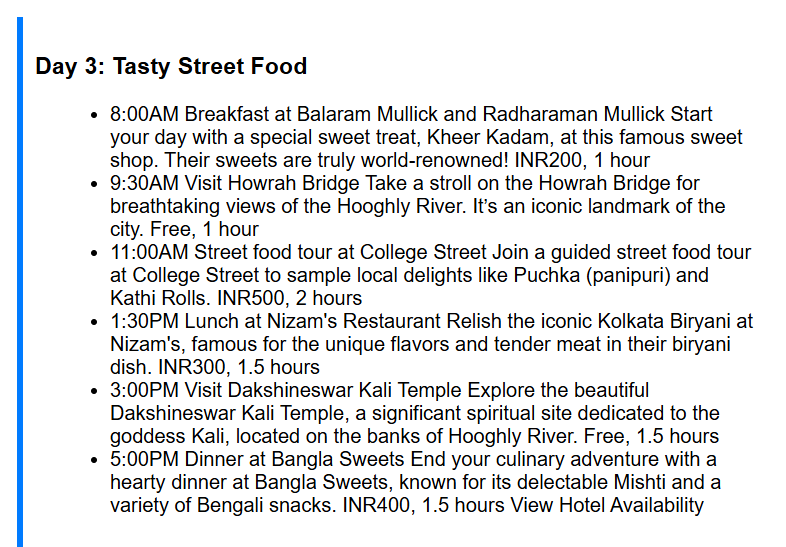 Day 3: Tasty Street Food
8:00AM Breakfast at Balaram Mullick and Radharaman Mullick Start
your day with a special sweet treat, Kheer Kadam, at this famous sweet
shop. Their sweets are truly world-renowned! INR200, 1 hour
9:30AM Visit Howrah Bridge Take a stroll on the Howrah Bridge for
breathtaking views of the Hooghly River. It’s an iconic landmark of the
city. Free, 1 hour
11:00AM Street food tour at College Street Join a guided street food tour
at College Street to sample local delights like Puchka (panipuri) and
Kathi Rolls. INR500, 2 hours
1:30PM Lunch at Nizam's Restaurant Relish the iconic Kolkata Biryani at
Nizam's, famous for the unique flavors and tender meat in their biryani
dish. INR300, 1.5 hours
3:00PM Visit Dakshineswar Kali Temple Explore the beautiful
Dakshineswar Kali Temple, a significant spiritual site dedicated to the
goddess Kali, located on the banks of Hooghly River. Free, 1.5 hours
5:00PM Dinner at Bangla Sweets End your culinary adventure with a
hearty dinner at Bangla Sweets, known for its delectable Mishti and a
variety of Bengali snacks. INR400, 1.5 hours View Hotel Availability